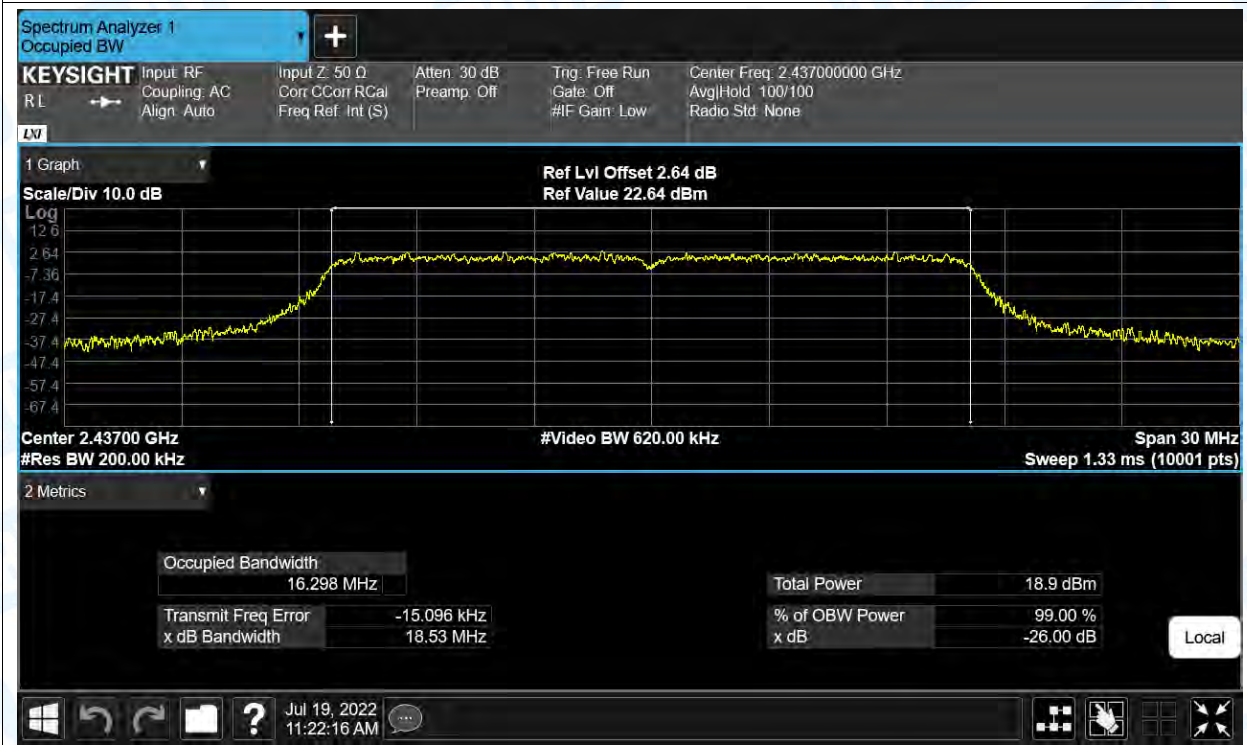 Spectrum Analyzer 1
Occupied BW
+
KEYSIGHT Input: RF Input Z: 50 Ω Atten: 30 dB Trig: Free Run Center Freq: 2.437000000 GHz
R L Coupling: AC Corr CCorr RCal Preamp: Off Gate: Off Avg|Hold: 100/100
Align: Auto Freq Ref: Int (S) #IF Gain: Low Radio Std: None
LXI
1 Graph
Ref Lvl Offset 2.64 dB
Scale/Div 10.0 dB Ref Value 22.64 dBm
Log
12.6
2.64
-7.36
-17.4
-27.4
-37.4
-47.4
-57.4
-67.4
Center 2.43700 GHz #Video BW 620.00 kHz Span 30 MHz
#Res BW 200.00 kHz Sweep 1.33 ms (10001 pts)
2 Metrics
Occupied Bandwidth
16.298 MHz Total Power 18.9 dBm
Transmit Freq Error -15.096 kHz % of OBW Power 99.00 %
x dB Bandwidth 18.53 MHz x dB -26.00 dB
Local
? Jul 19, 2022
11:22:16 AM